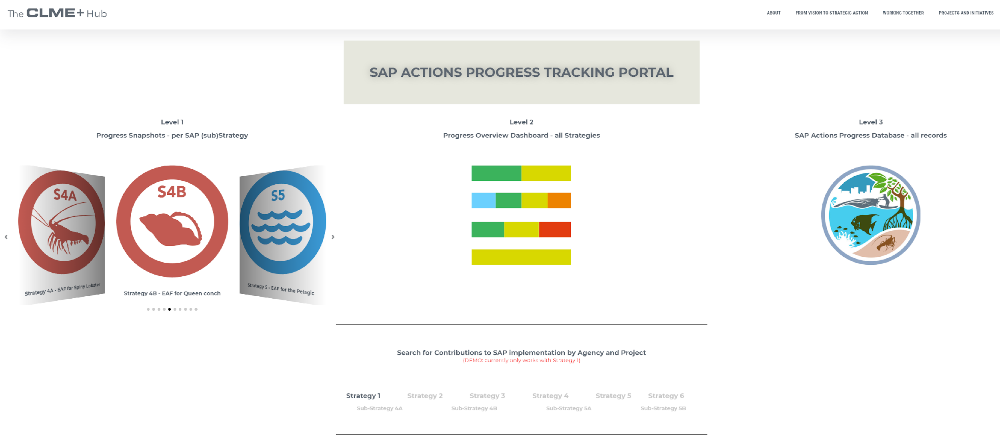 The CLME+ Hub
ABOUT
FROM VISION TO STRATEGIC ACTION
WORKING TOGETHER
PROJECTS AND INITIATIVES
SAP ACTIONS PROGRESS TRACKING PORTAL
Level 1
Progress Snapshots - per SAP (sub)Strategy
S4A
Strategy 4A - EAF for Spiny Lobster
S4B
Strategy 4B - EAF for Queen conch
S5
Strategy 5 - EAF for the Pelagic
Level 2
Progress Overview Dashboard - all Strategies
Level 3
SAP Actions Progress Database - all records
Search for Contributions to SAP implementation by Agency and Project
(DEMO: currently only works with Strategy 1)
Strategy 1
Strategy 2
Strategy 3
Strategy 4
Strategy 5
Strategy 6
Sub-Strategy 4A
Sub-Strategy 4B
Sub-Strategy 5A
Sub-Strategy 5B